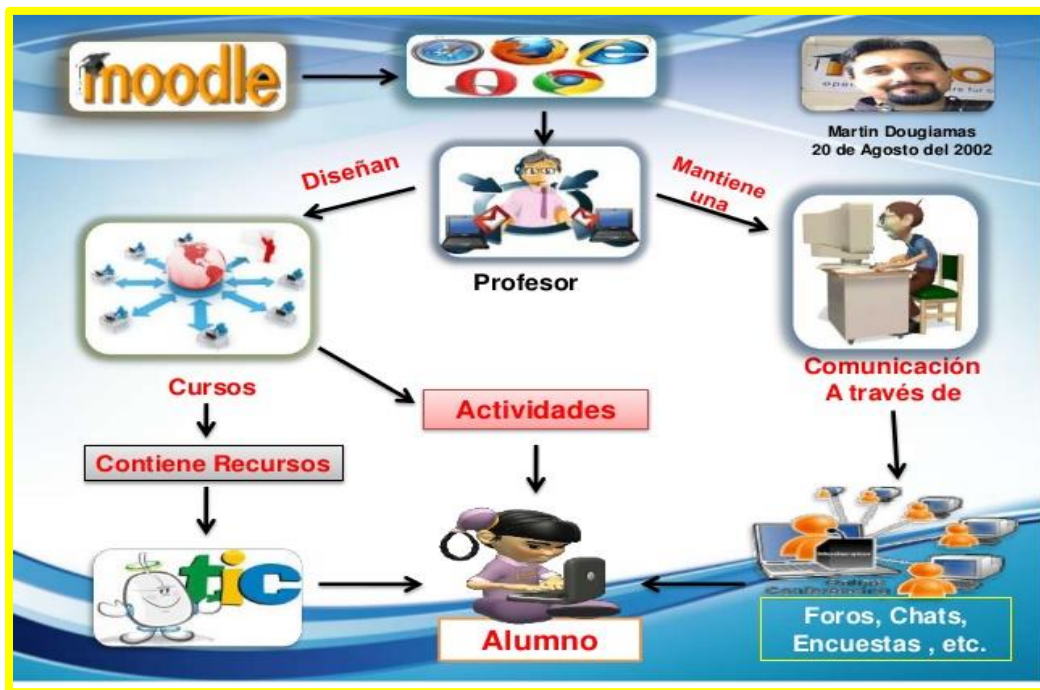 moodle
Martin Dougiamas
20 de Agosto del 2002
Diseñan
Mantiene
una
Profesor
Cursos
Comunicación
A través de
Actividades
Contiene Recursos
tic
Alumno
Foros, Chats,
Encuestas , etc.